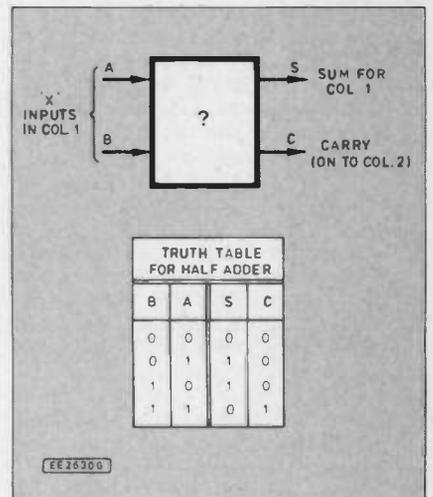 A
S
SUM FOR
COL 1
'X'
INPUTS
IN COL.1
?
B
C
CARRY
(ON TO COL.2)
TRUTH TABLE
FOR HALF ADDER
B A S C
0 0 0 0
0 1 1 0
1 0 1 0
1 1 0 1
EE2630G